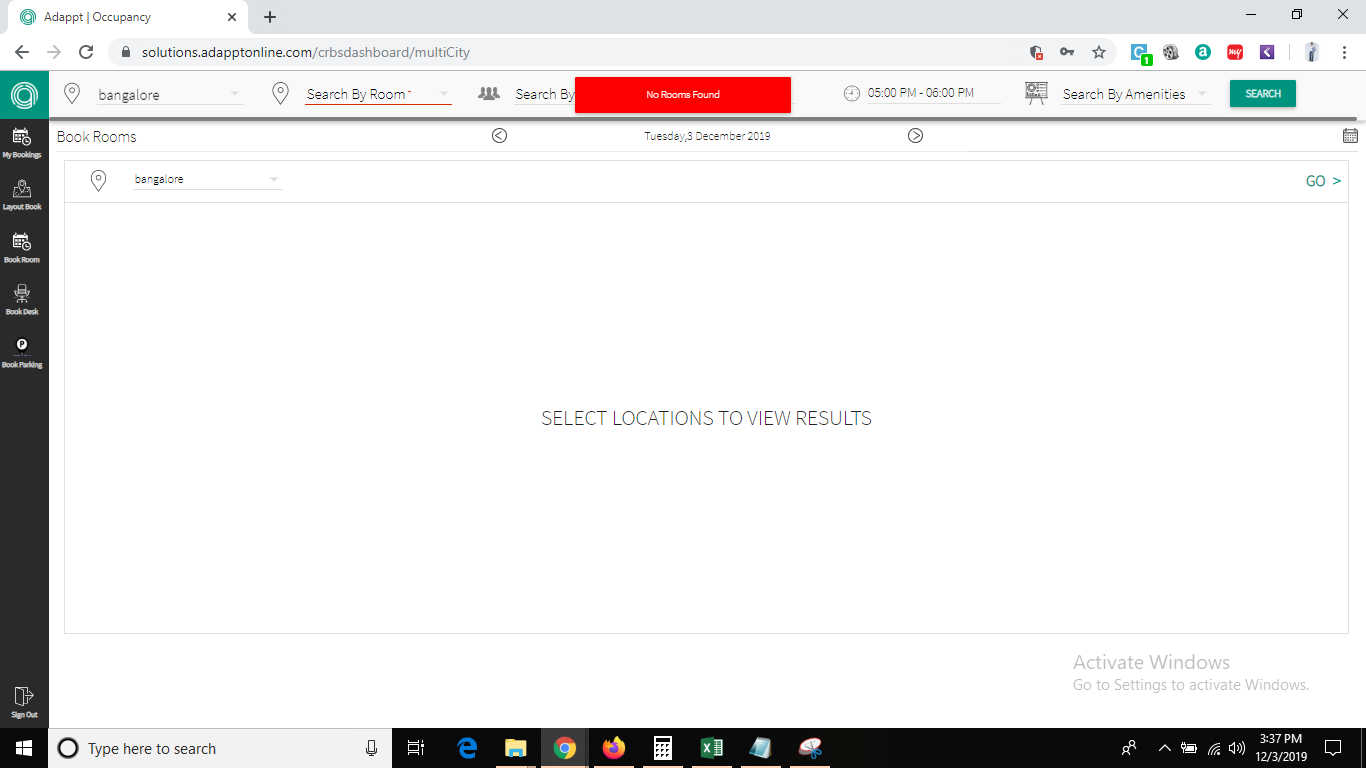 Adappt | Occupancy
solutions.adapptonline.com/crbsdashboard/multiCity
1
my
bangalore
Search By Room*
Search By
No Rooms Found
05:00 PM - 06:00 PM
Search By Amenities
SEARCH
Book Rooms
Tuesday,3 December 2019
My Bookings
bangalore
GO >
Layout Book
Book Room
Book Desk
P
Book Parking
SELECT LOCATIONS TO VIEW RESULTS
Activate Windows
Go to Settings to activate Windows.
Sign Out
Type here to search
3:37 PM
12/3/2019